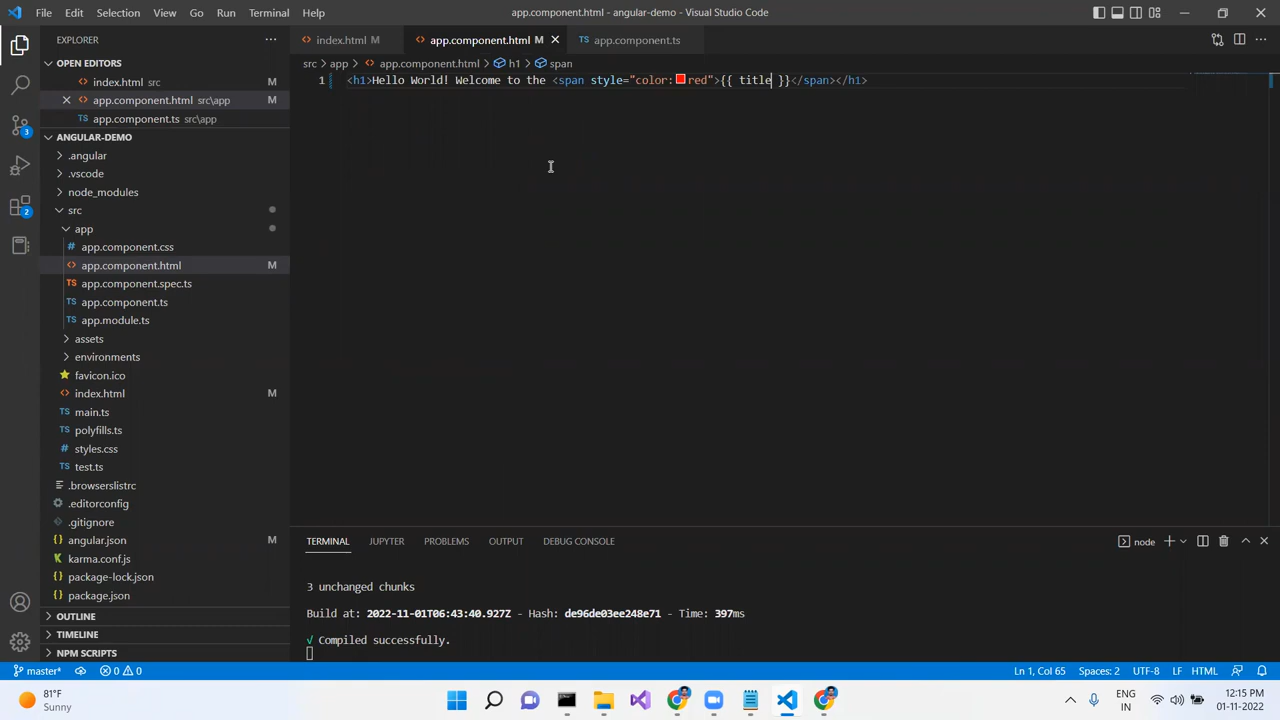 File Edit Selection View Go Run Terminal Help
app.component.html - angular-demo - Visual Studio Code
EXPLORER
OPEN EDITORS
index.html src
app.component.html src\app
app.component.ts src\app
ANGULAR-DEMO
.angular
.vscode
node_modules
src
app
app.component.css
app.component.html M
app.component.spec.ts
app.component.ts
app.module.ts
assets
environments
favicon.ico
index.html M
main.ts
polyfills.ts
styles.css
test.ts
.browserslistrc
.editorconfig
.gitignore
angular.json M
karma.conf.js
package-lock.json
package.json
OUTLINE
TIMELINE
NPM SCRIPTS
3
2
index.html M
app.component.html M
TS app.component.ts
src > app > app.component.html > h1 > span
1 <h1>Hello World! Welcome to the <span style="color:red">{{ title }}</span></h1>
TERMINAL JUPYTER PROBLEMS OUTPUT DEBUG CONSOLE
node
3 unchanged chunks
Build at: 2022-11-01T06:43:40.927Z - Hash: de96de03ee248e71 - Time: 397ms
√ Compiled successfully.
master* 0 0
Ln 1, Col 65 Spaces: 2 UTF-8 LF HTML
81°F
Sunny
ENG
IN
12:15 PM
01-11-2022